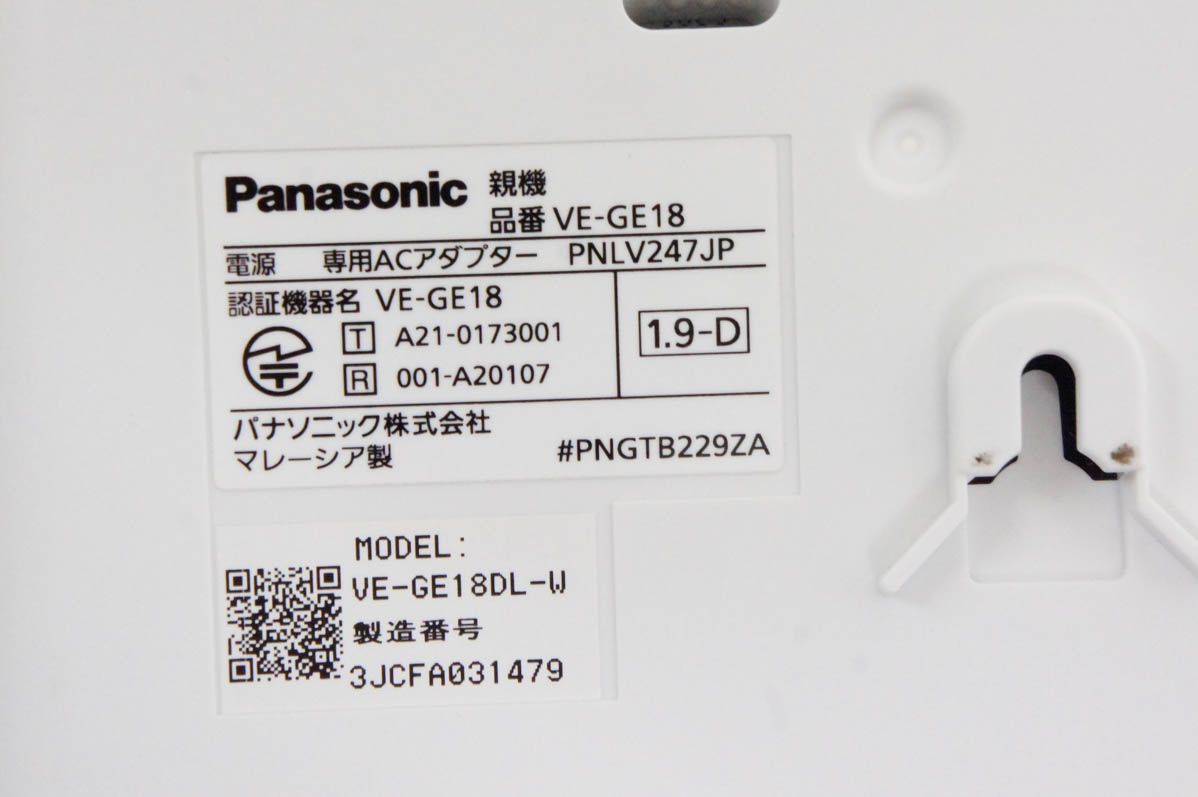 Panasonic 親機
品番 VE-GE18
電源 専用ACアダプター PNLV247JP
認証機器名 VE-GE18
T A21-0173001
R 001-A20107
1.9-D
パナソニック株式会社
マレーシア製 #PNGTB229ZA
MODEL:
VE-GE18DL-W
製造番号
3JCFA031479